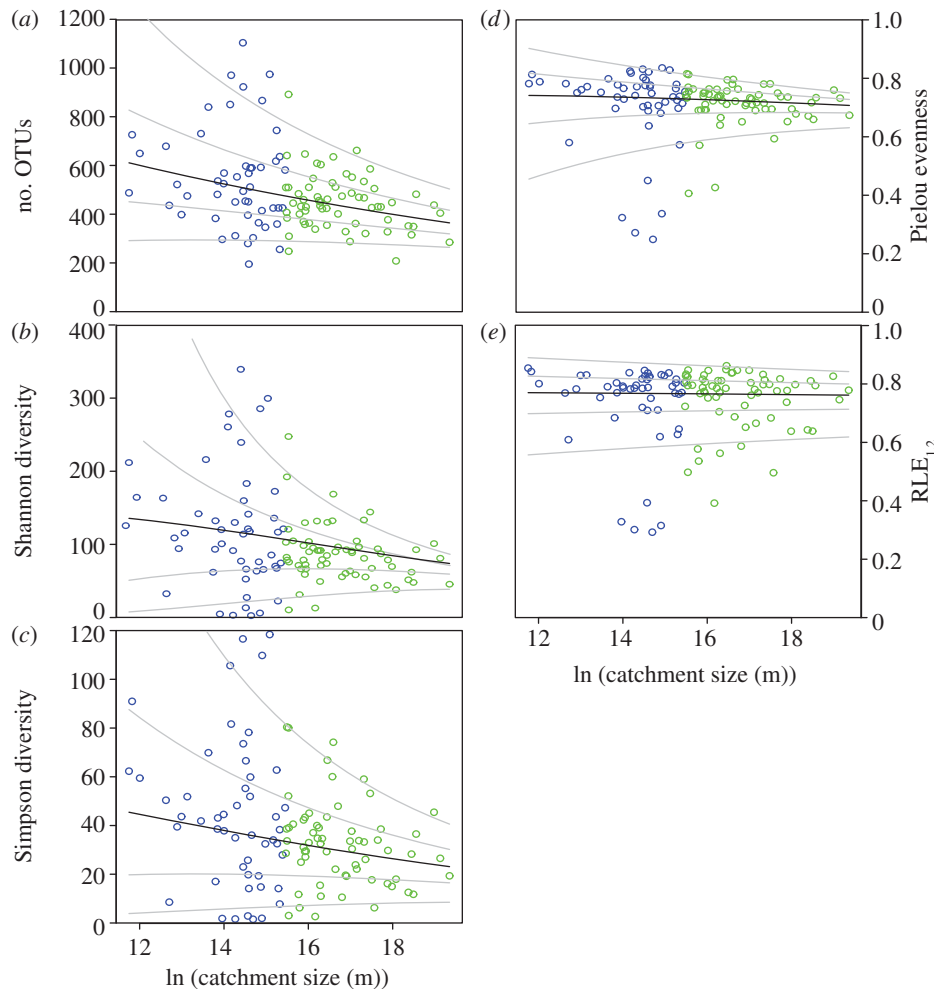 (a)
1200
1000
800
600
400
200
0
no. OTUs
(b)
400
300
200
100
0
Shannon diversity
(c)
120
100
80
60
40
20
0
Simpson diversity
12 14 16 18
ln (catchment size (m))
(d)
1.0
0.8
0.6
0.4
0.2
0
Pielou evenness
(e)
1.0
0.8
0.6
0.4
0.2
0
RLE1,2
12 14 16 18
ln (catchment size (m))